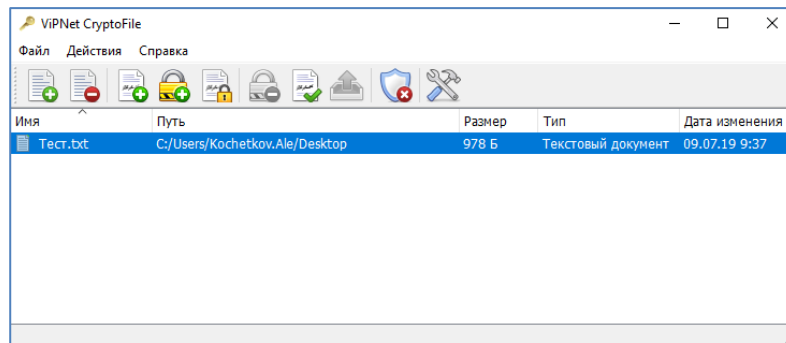 ViPNet CryptoFile
Файл Действия Справка
Имя Путь Размер Тип Дата изменения
Тест.txt C:/Users/Kochetkov.Ale/Desktop 978 Б Текстовый документ 09.07.19 9:37